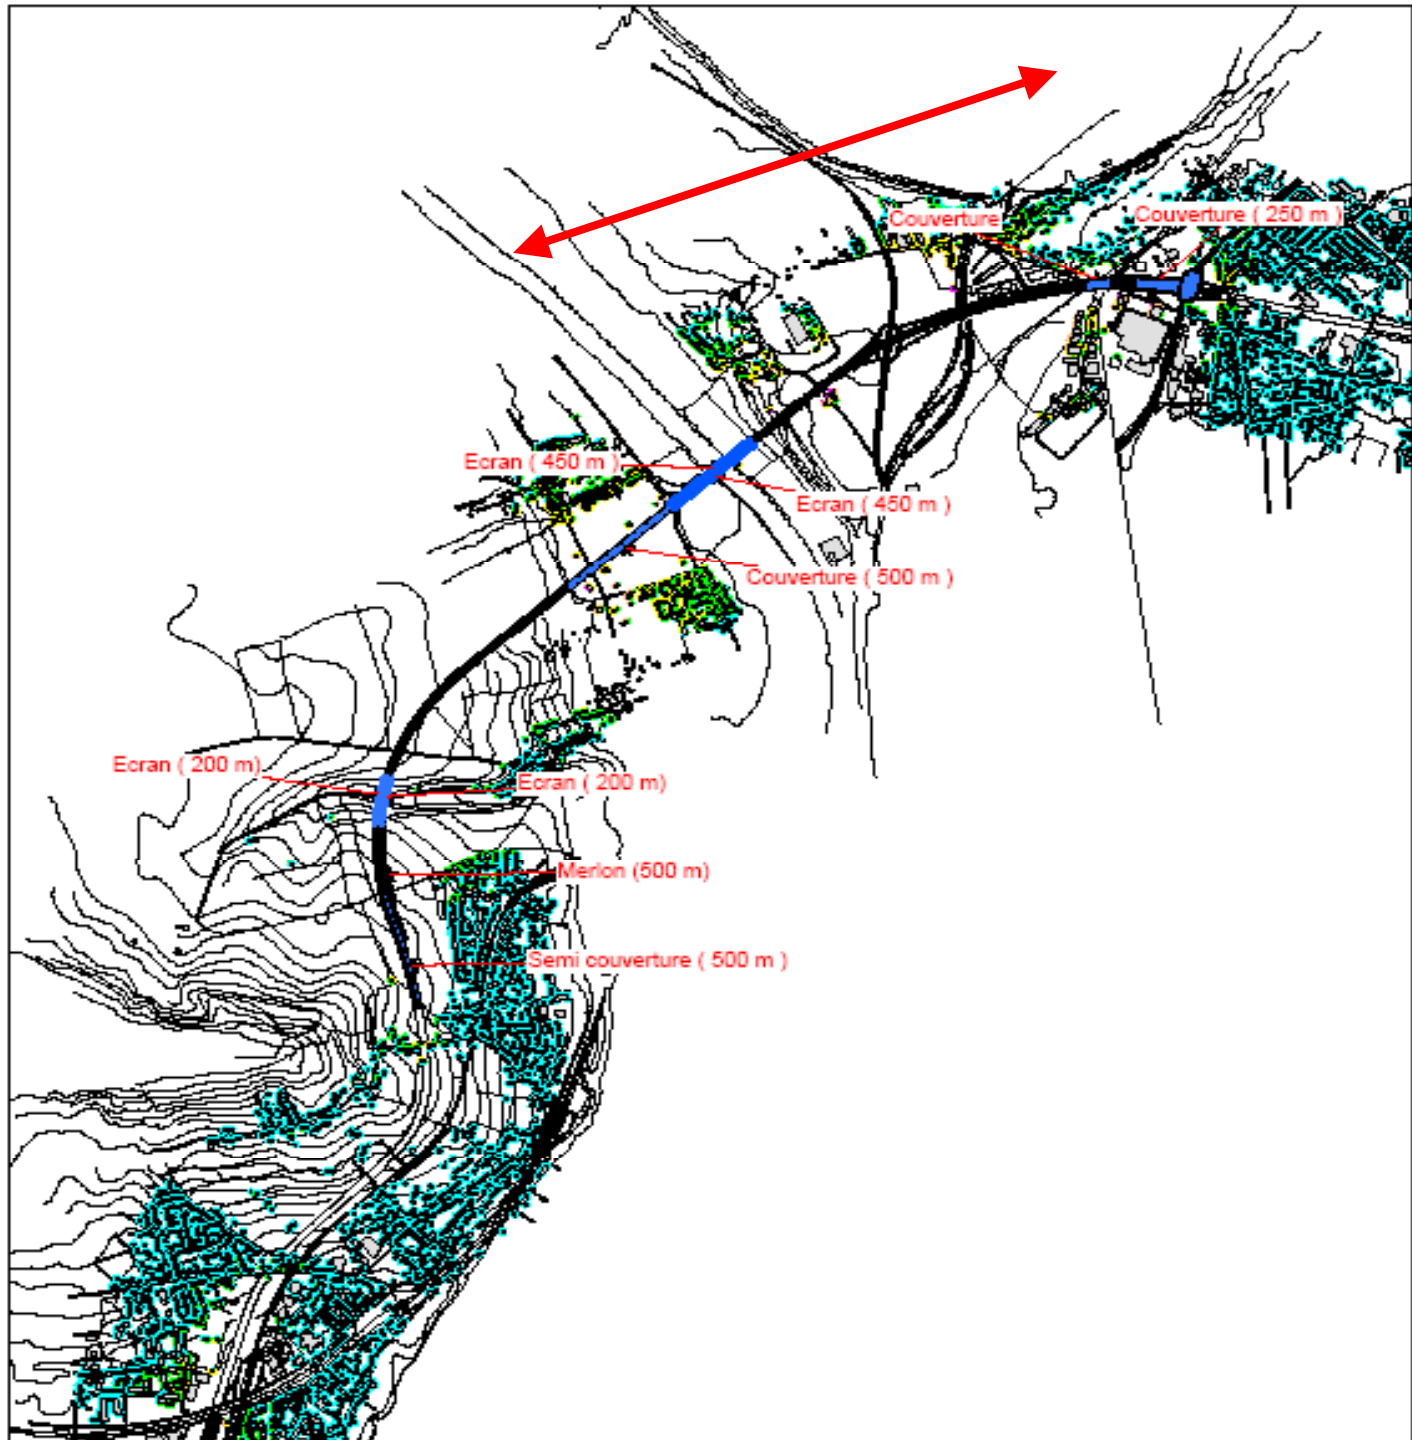 Couverture
Couverture ( 250 m )
Ecran ( 450 m )
Ecran ( 450 m )
Couverture ( 500 m )
Ecran ( 200 m)
Ecran ( 200 m)
Merlon (500 m)
Semi couverture ( 500 m )